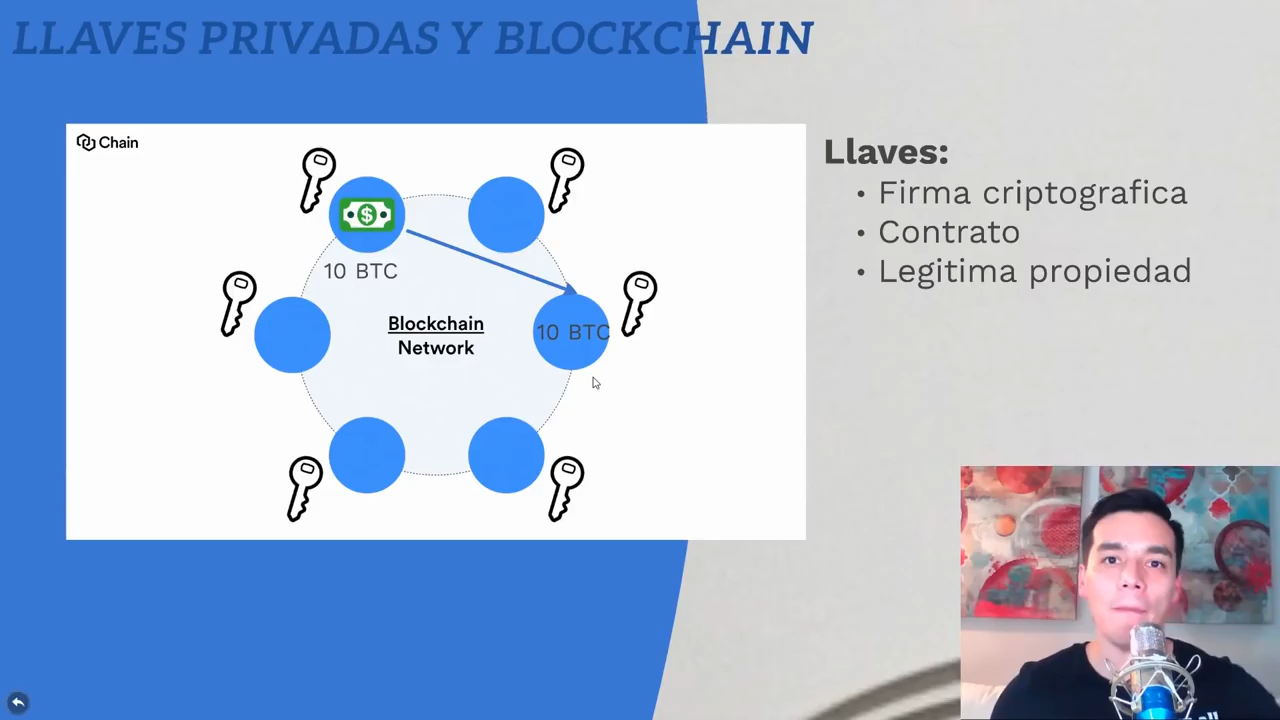 LLAVES PRIVADAS Y BLOCKCHAIN
Chain
10 BTC
10 BTC
Blockchain
Network
Llaves:
• Firma criptografica
• Contrato
• Legitima propiedad